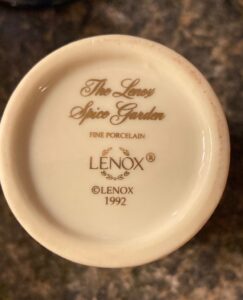 The Lenox
Spice Garden
FINE PORCELAIN
LENOX®
©LENOX
1992